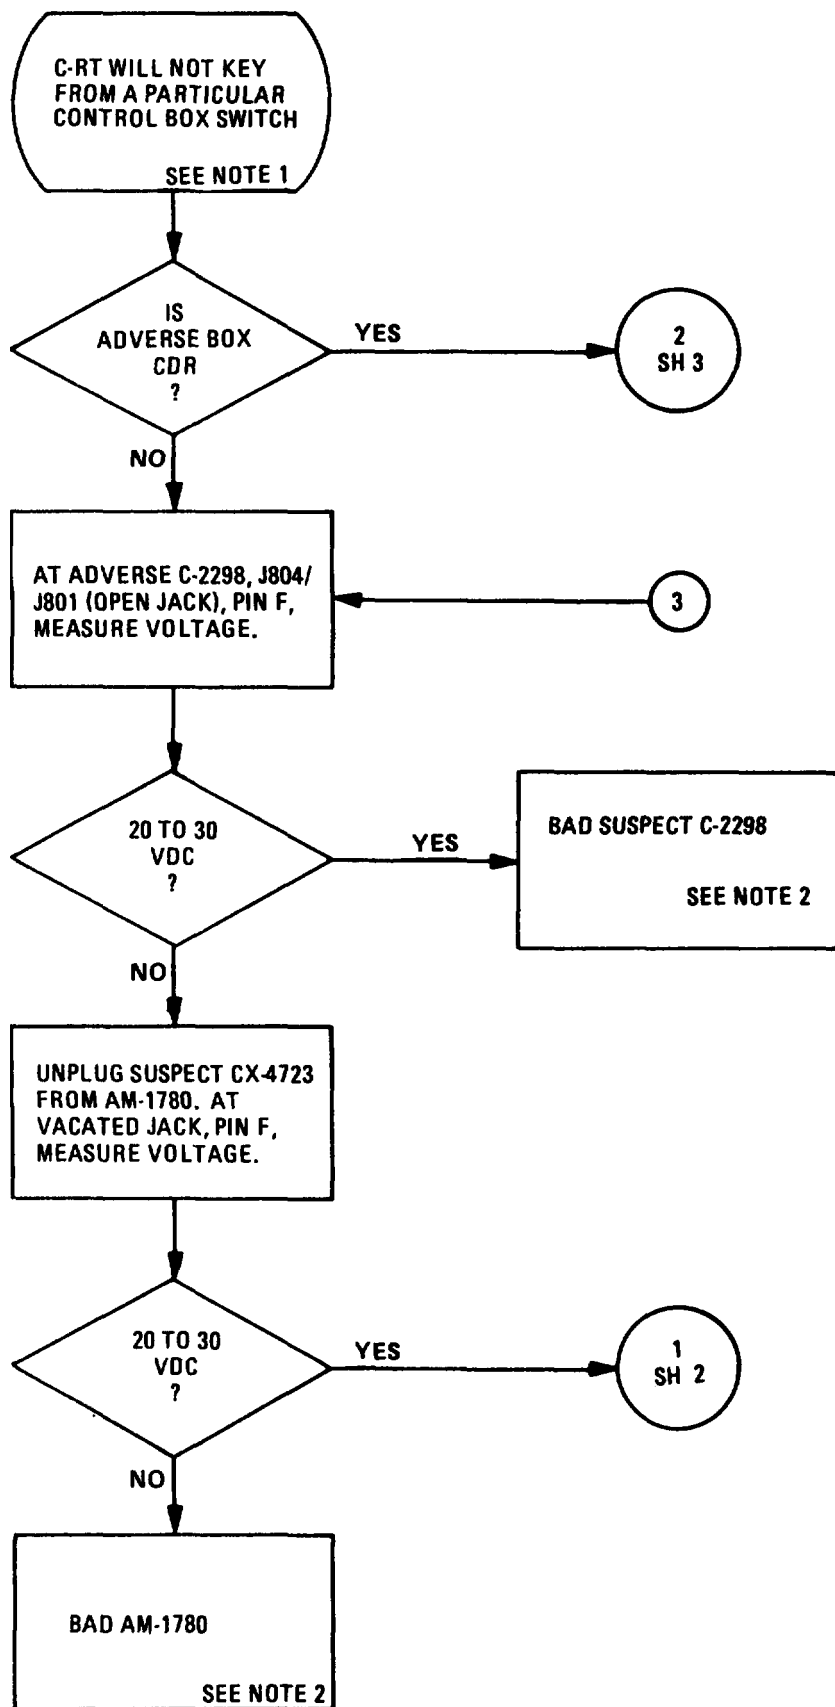 C-RT WILL NOT KEY
FROM A PARTICULAR
CONTROL BOX SWITCH
SEE NOTE 1
IS
ADVERSE BOX
CDR
?
YES
2
SH 3
NO
AT ADVERSE C-2298, J804/
J801 (OPEN JACK), PIN F,
MEASURE VOLTAGE.
3
20 TO 30
VDC
?
YES
BAD SUSPECT C-2298
SEE NOTE 2
NO
UNPLUG SUSPECT CX-4723
FROM AM-1780. AT
VACATED JACK, PIN F,
MEASURE VOLTAGE.
20 TO 30
VDC
?
YES
1
SH 2
NO
BAD AM-1780
SEE NOTE 2